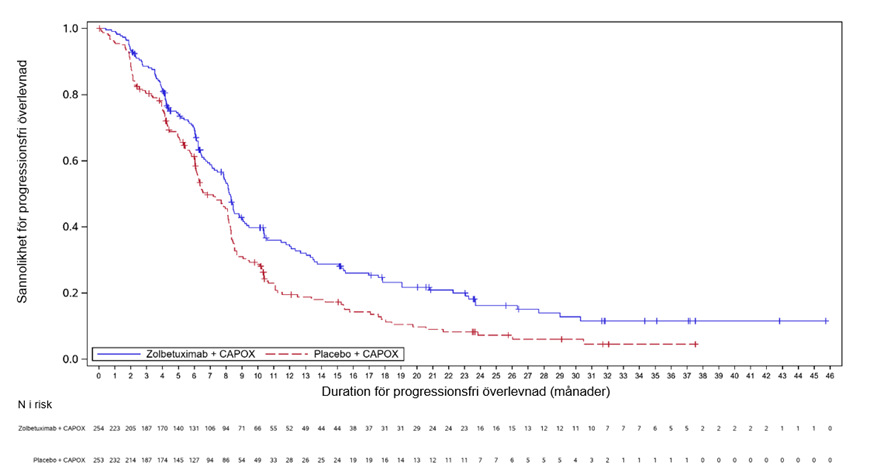 Sannolikhet för progressionsfri överlevnad
1.0
0.8
0.6
0.4
0.2
0.0
Zolbetuximab + CAPOX Placebo + CAPOX
0 1 2 3 4 5 6 7 8 9 10 11 12 13 14 15 16 17 18 19 20 21 22 23 24 25 26 27 28 29 30 31 32 33 34 35 36 37 38 39 40 41 42 43 44 45 46
Duration för progressionsfri överlevnad (månader)
N i risk
Zolbetuximab + CAPOX 254 223 205 187 170 140 131 106 94 71 66 55 52 49 44 44 38 37 31 31 29 24 24 23 16 16 15 13 12 12 11 10 7 7 7 6 5 5 2 2 2 2 2 1 1 1 0
Placebo + CAPOX 253 232 214 187 174 145 127 94 86 54 49 33 28 26 25 24 19 19 16 14 13 12 11 11 7 7 6 5 5 5 4 3 2 1 1 1 1 1 0 0 0 0 0 0 0 0 0